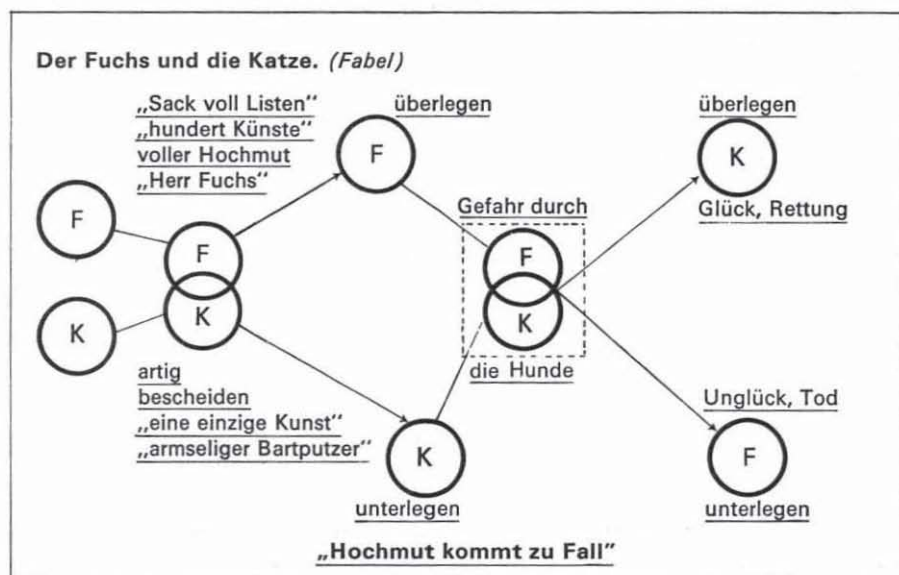 Der Fuchs und die Katze. (Fabel)
„Sack voll Listen"
„hundert Künste"
voller Hochmut
„Herr Fuchs"
überlegen
F
überlegen
K
Glück, Rettung
F
K
F
K
Gefahr durch
F
K
die Hunde
artig
bescheiden
„eine einzige Kunst"
„armseliger Bartputzer"
K
unterlegen
Unglück, Tod
F
unterlegen
„Hochmut kommt zu Fall"